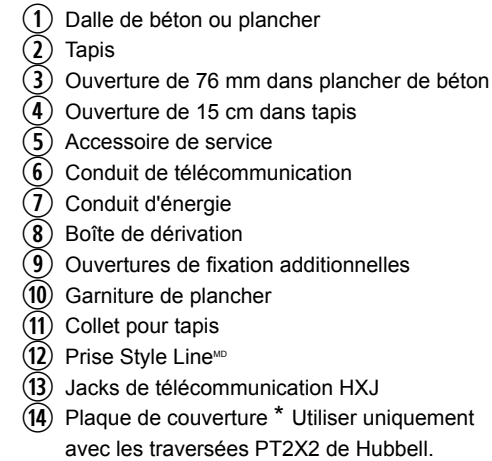 ① Dalle de béton ou plancher
② Tapis
③ Ouverture de 76 mm dans plancher de béton
④ Ouverture de 15 cm dans tapis
⑤ Accessoire de service
⑥ Conduit de télécommunication
⑦ Conduit d'énergie
⑧ Boîte de dérivation
⑨ Ouvertures de fixation additionnelles
⑩ Garniture de plancher
⑪ Collet pour tapis
⑫ Prise Style Line MD
⑬ Jacks de télécommunication HXJ
⑭ Plaque de couverture * Utiliser uniquement
avec les traversées PT2X2 de Hubbell.